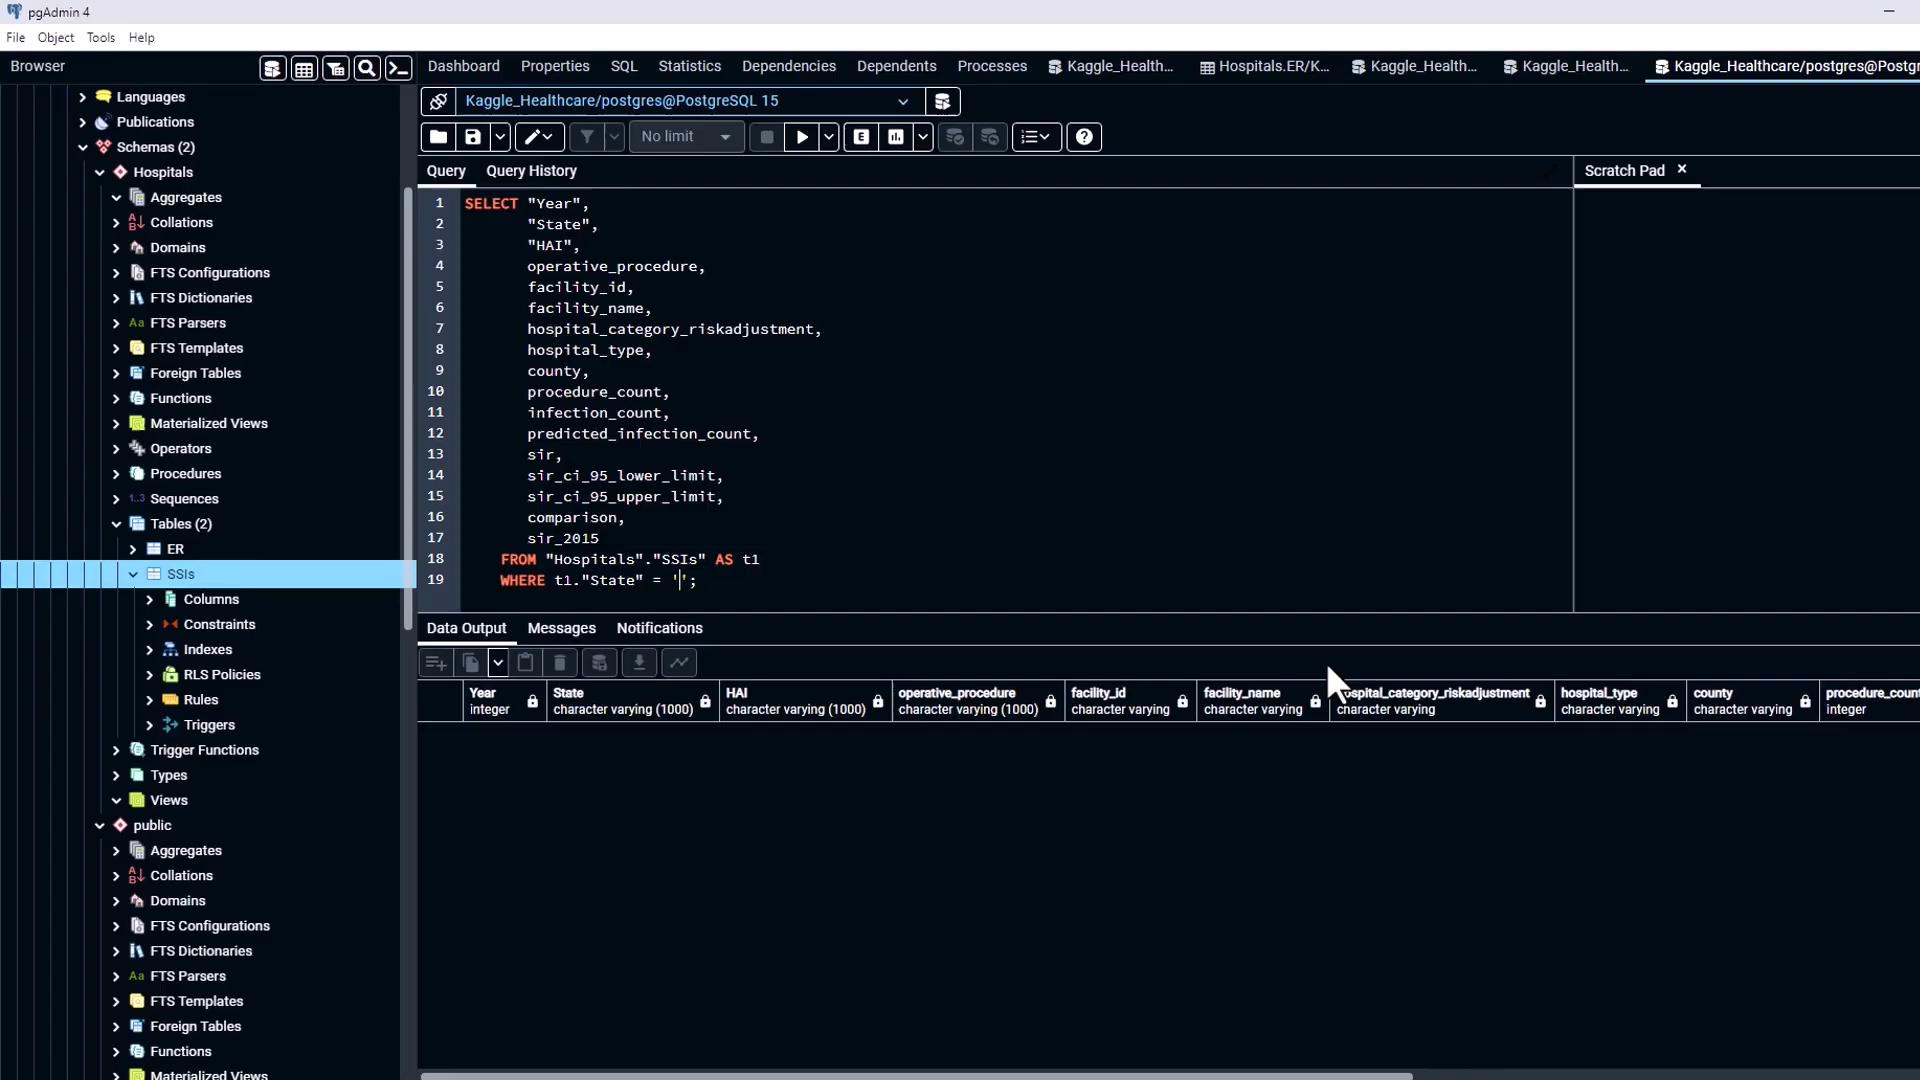 pgAdmin 4
File Object Tools Help
Browser
Dashboard Properties SQL Statistics Dependencies Dependents Processes Kaggle_Health... Hospitals.ER/K... Kaggle_Health... Kaggle_Health... Kaggle_Healthcare/postgres@Postgr
Kaggle_Healthcare/postgres@PostgreSQL 15
No limit
Query Query History
Scratch Pad
Languages
Publications
Schemas (2)
Hospitals
Aggregates
Collations
Domains
FTS Configurations
FTS Dictionaries
FTS Parsers
FTS Templates
Foreign Tables
Functions
Materialized Views
Operators
Procedures
Sequences
Tables (2)
ER
SSIs
Columns
Constraints
Indexes
RLS Policies
Rules
Triggers
Trigger Functions
Types
Views
public
Aggregates
Collations
Domains
FTS Configurations
FTS Dictionaries
FTS Parsers
FTS Templates
Foreign Tables
Functions
Materialized Views
1 SELECT "Year",
2 "State",
3 "HAI",
4 operative_procedure,
5 facility_id,
6 facility_name,
7 hospital_category_riskadjustment,
8 hospital_type,
9 county,
10 procedure_count,
11 infection_count,
12 predicted_infection_count,
13 sir,
14 sir_ci_95_lower_limit,
15 sir_ci_95_upper_limit,
16 comparison,
17 sir_2015
18 FROM "Hospitals"."SSIs" AS t1
19 WHERE t1."State" = '';
Data Output Messages Notifications
Year State HAI operative_procedure facility_id facility_name ospital_category_riskadjustment hospital_type county procedure_count
integer character varying (1000) character varying (1000) character varying (1000) character varying character varying character varying character varying character varying integer